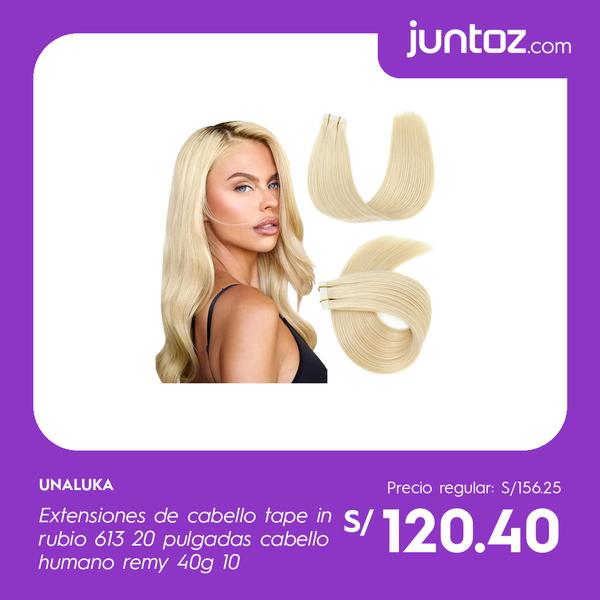 juntoz.com
UNALUKA
Extensiones de cabello tape in
rubio 613 20 pulgadas cabello
humano remy 40g 10
Precio regular: S/156.25
S/120.40